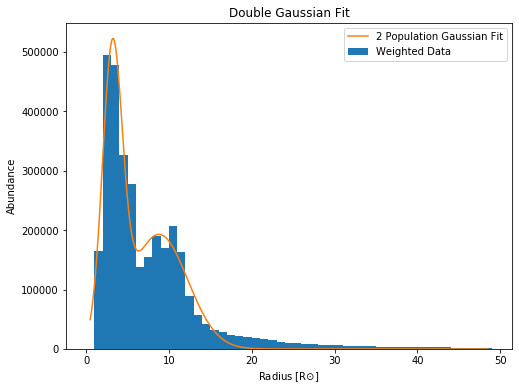 Double Gaussian Fit
2 Population Gaussian Fit
Weighted Data
Abundance
500000
400000
300000
200000
100000
0
0 10 20 30 40 50
Radius [R⊙]